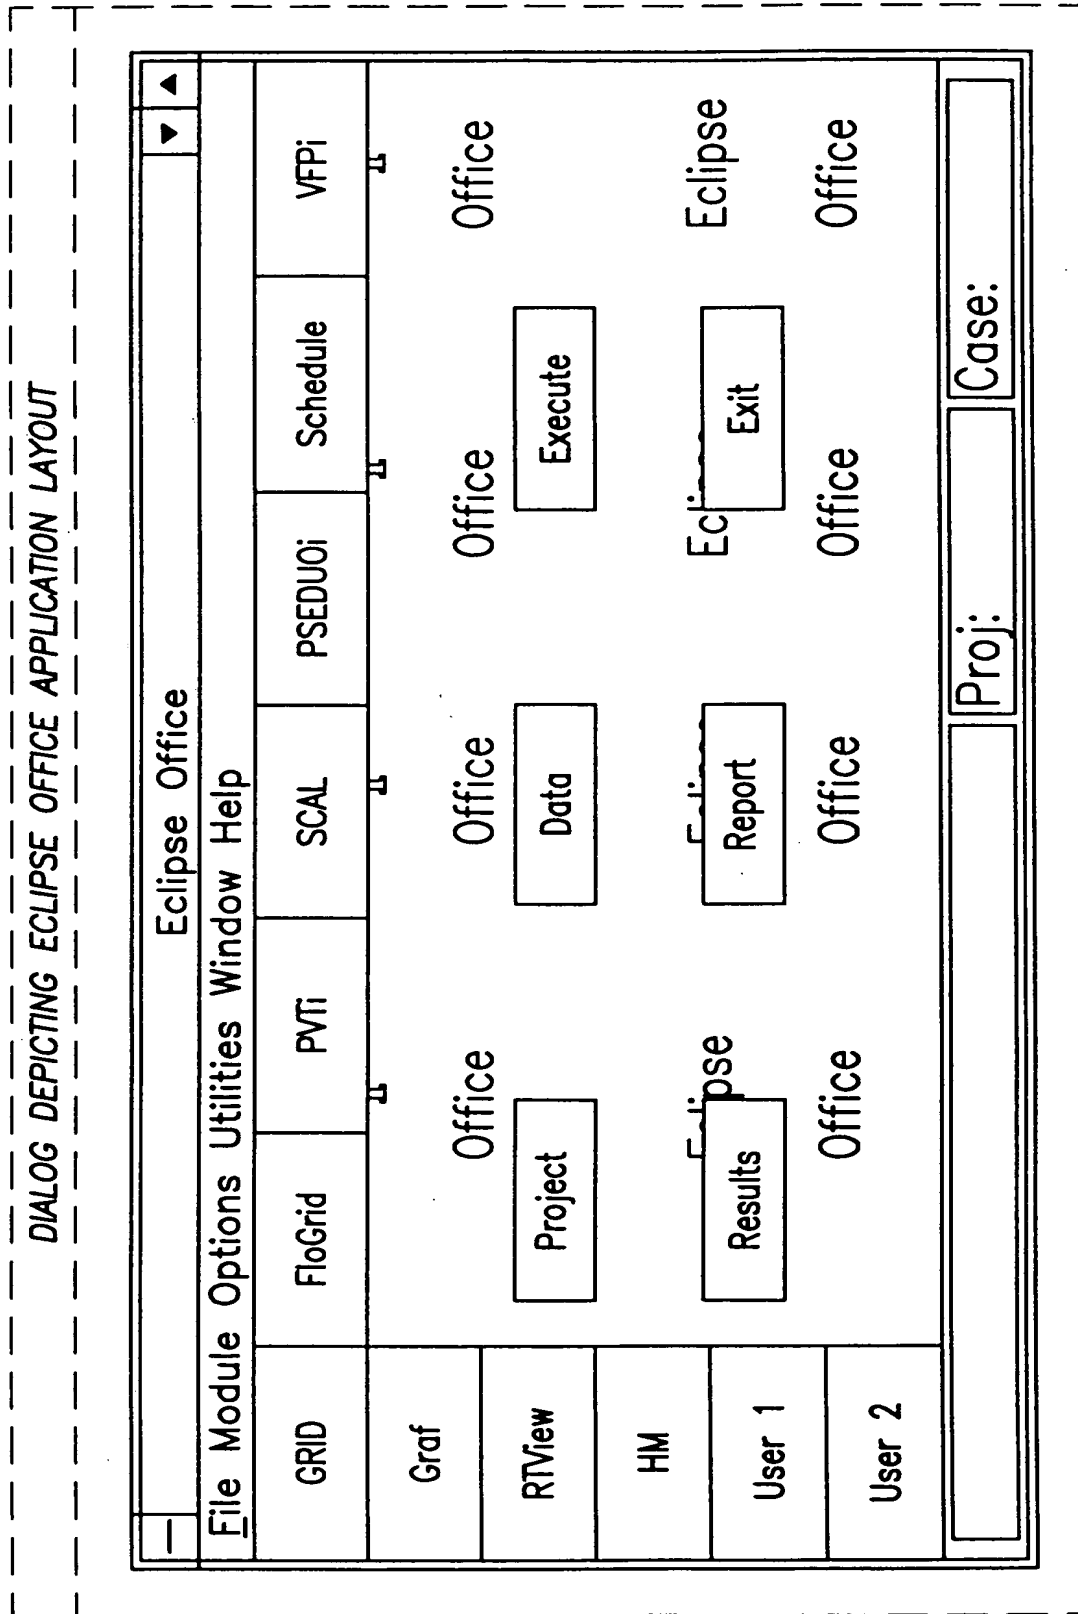 DIALOG DEPICTING ECLIPSE OFFICE APPLICATION LAYOUT
Eclipse Office
File Module Options Utilities Window Help
GRID FloGrid PVTi SCAL PSEDUOi Schedule VFPi
Graf
Office Office Office Office
RTView
Project Data Execute
HM
Eclipse
User 1
Results Report Exit
User 2
Office Office Office Office
Proj: Case: